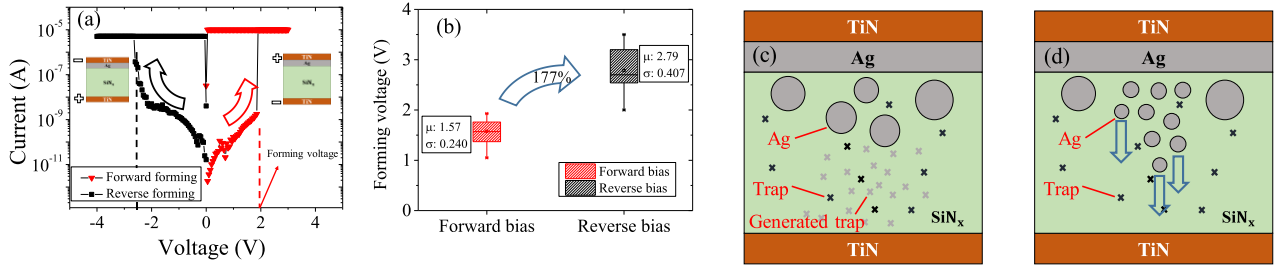 (a)
Current (A)
10⁻⁵
10⁻⁷
10⁻⁹
10⁻¹¹
TiN
Ag
SiNₓ
TiN
TiN
Ag
SiNₓ
TiN
Forming voltage
Forward forming
Reverse forming
-4 -2 0 2 4
Voltage (V)
(b)
Forming voltage (V)
4
3
2
1
0
177%
μ: 2.79
σ: 0.407
μ: 1.57
σ: 0.240
Forward bias
Reverse bias
Forward bias Reverse bias
TiN
(c) Ag
Ag
Trap
Generated trap
SiNₓ
TiN
TiN
(d) Ag
Ag
Trap
SiNₓ
TiN